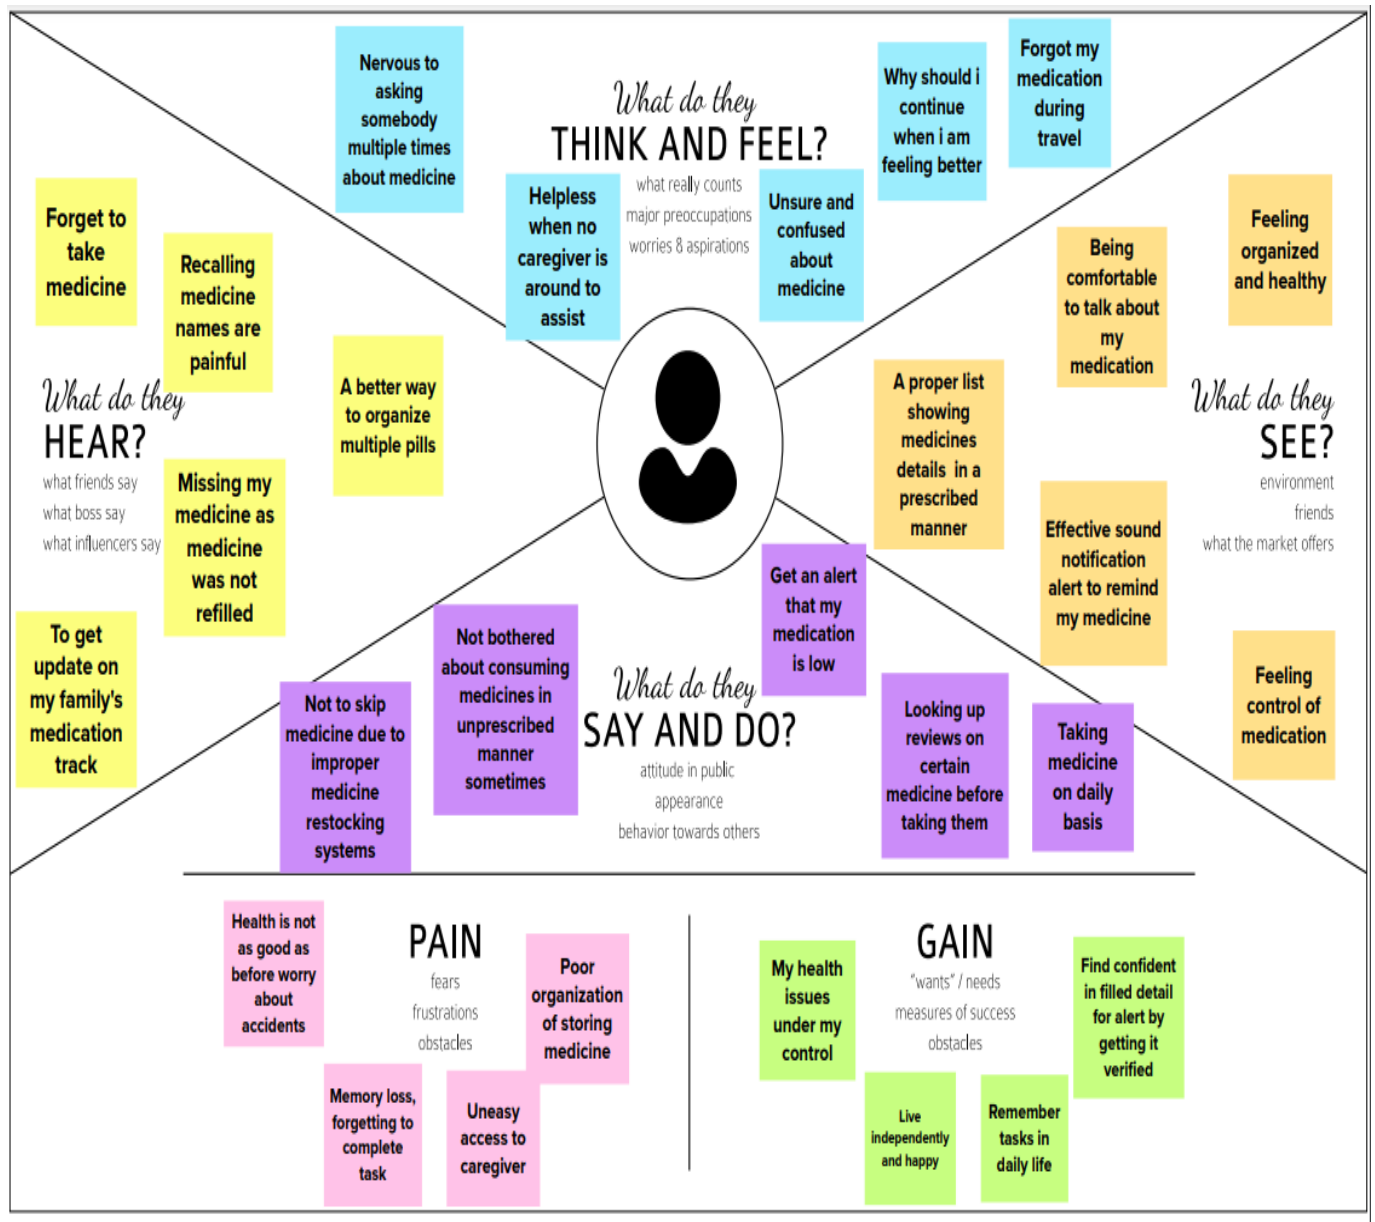 Nervous to
asking
somebody
multiple times
about medicine
What do they
THINK AND FEEL?
what really counts
major preoccupations
worries & aspirations
Helpless
when no
caregiver is
around to
assist
Unsure and
confused
about
medicine
Why should i
continue
when i am
feeling better
Forgot my
medication
during
travel
Forget to
take
medicine
Recalling
medicine
names are
painful
A better way
to organize
multiple pills
What do they
HEAR?
what friends say
what boss say
what influencers say
Missing my
medicine as
medicine
was not
refilled
To get
update on
my family's
medication
track
Feeling
organized
and healthy
Being
comfortable
to talk about
my
medication
A proper list
showing
medicines
details in a
prescribed
manner
What do they
SEE?
environment
friends
what the market offers
Effective sound
notification
alert to remind
my medicine
Feeling
control of
medication
Not to skip
medicine due to
improper
medicine
restocking
systems
Not bothered
about consuming
medicines in
unprescribed
manner
sometimes
What do they
SAY AND DO?
attitude in public
appearance
behavior towards others
Get an alert
that my
medication
is low
Looking up
reviews on
certain
medicine before
taking them
Taking
medicine
on daily
basis
Health is not
as good as
before worry
about
accidents
PAIN
fears
frustrations
obstacles
Poor
organization
of storing
medicine
Memory loss,
forgetting to
complete
task
Uneasy
access to
caregiver
My health
issues
under my
control
GAIN
"wants" / needs
measures of success
obstacles
Find confident
in filled detail
for alert by
getting it
verified
Live
independently
and happy
Remember
tasks in
daily life